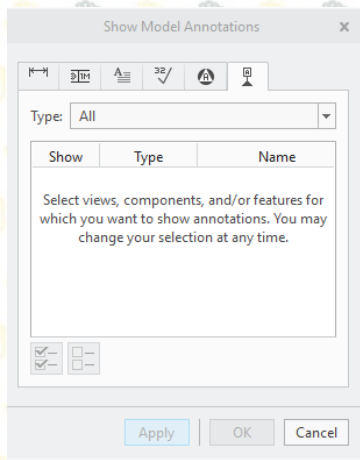 Show Model Annotations
Type: All
Show Type Name
Select views, components, and/or features for
which you want to show annotations. You may
change your selection at any time.
Apply OK Cancel